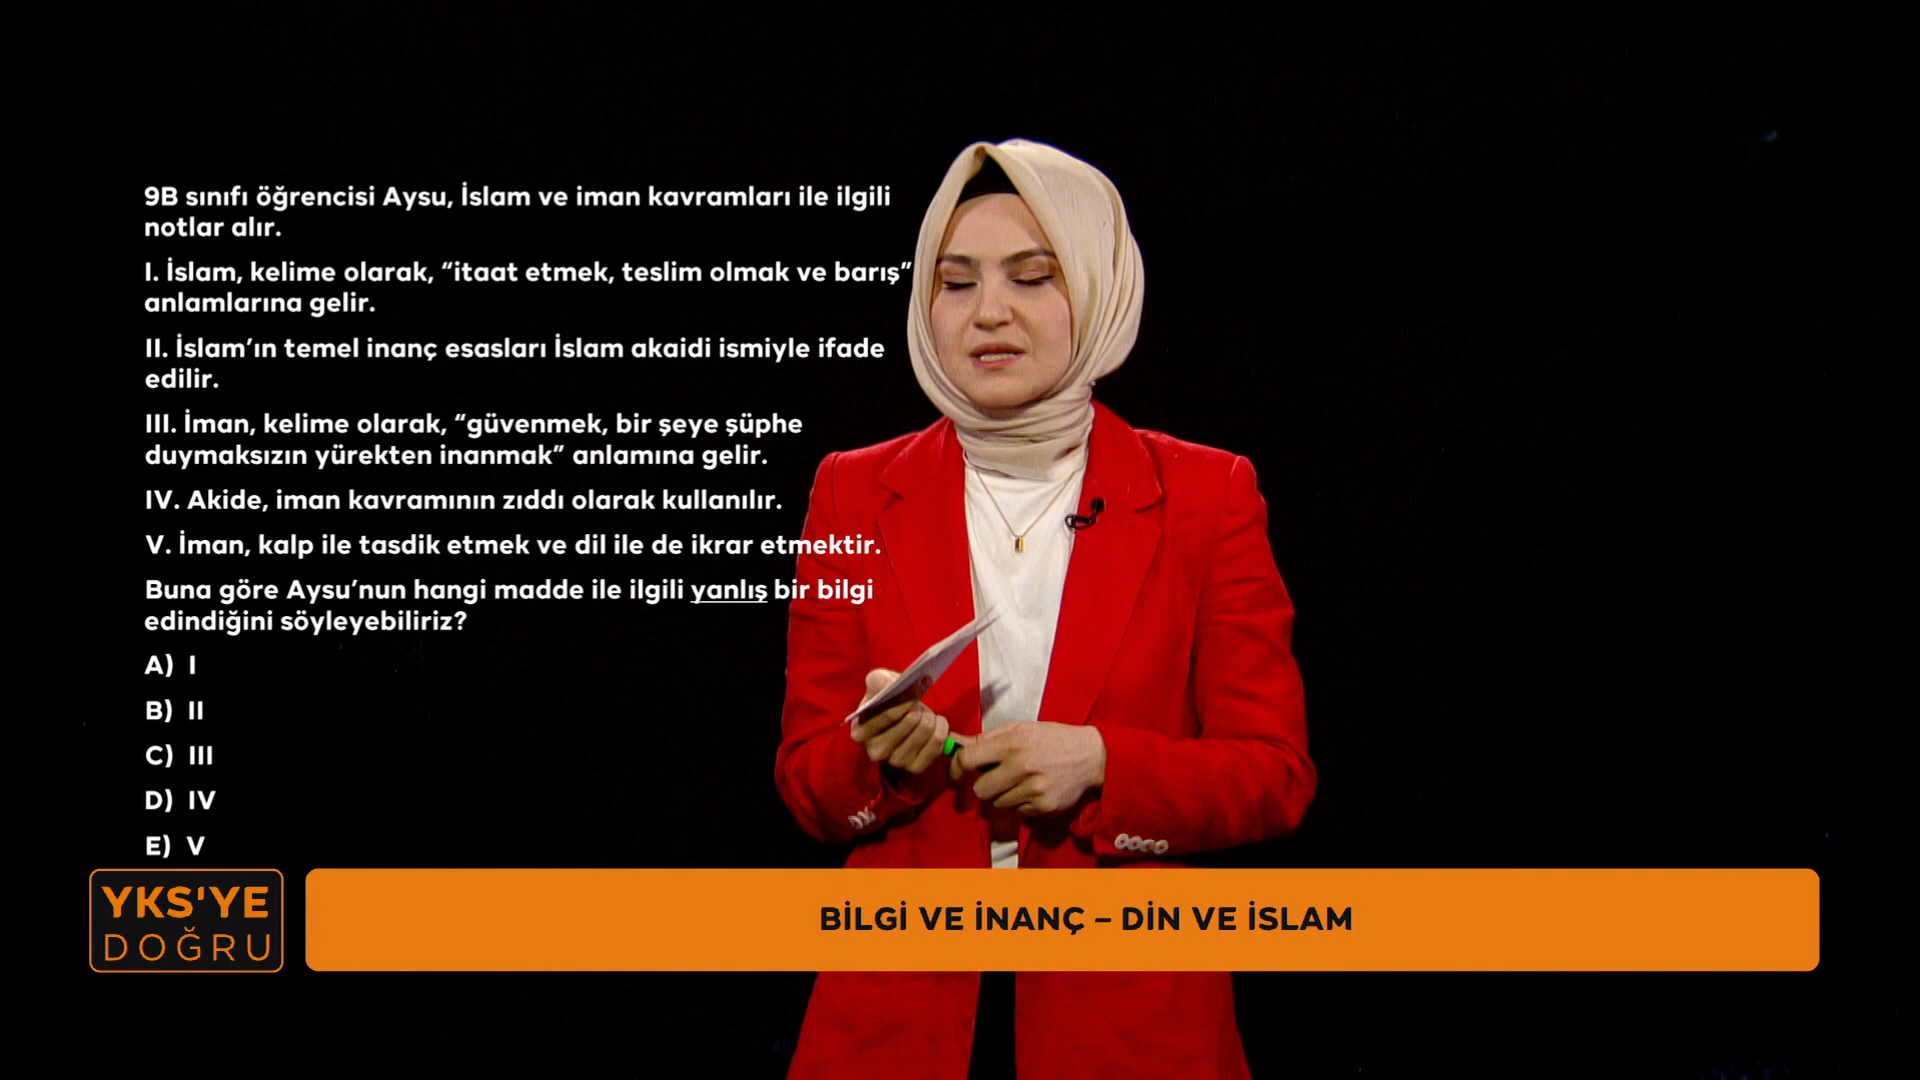 9B sınıfı öğrencisi Aysu, İslam ve iman kavramları ile ilgili
notlar alır.
I. İslam, kelime olarak, “itaat etmek, teslim olmak ve barış”
anlamlarına gelir.
II. İslam’ın temel inanç esasları İslam akaidi ismiyle ifade
edilir.
III. İman, kelime olarak, “güvenmek, bir şeye şüphe
duymaksızın yürekten inanmak” anlamına gelir.
IV. Akide, iman kavramının zıddı olarak kullanılır.
V. İman, kalp ile tasdik etmek ve dil ile de ikrar etmektir.
Buna göre Aysu’nun hangi madde ile ilgili yanlış bir bilgi
edindiğini söyleyebiliriz?
A) I
B) II
C) III
D) IV
E) V
YKS'YE
DOĞRU
BİLGİ VE İNANÇ – DİN VE İSLAM